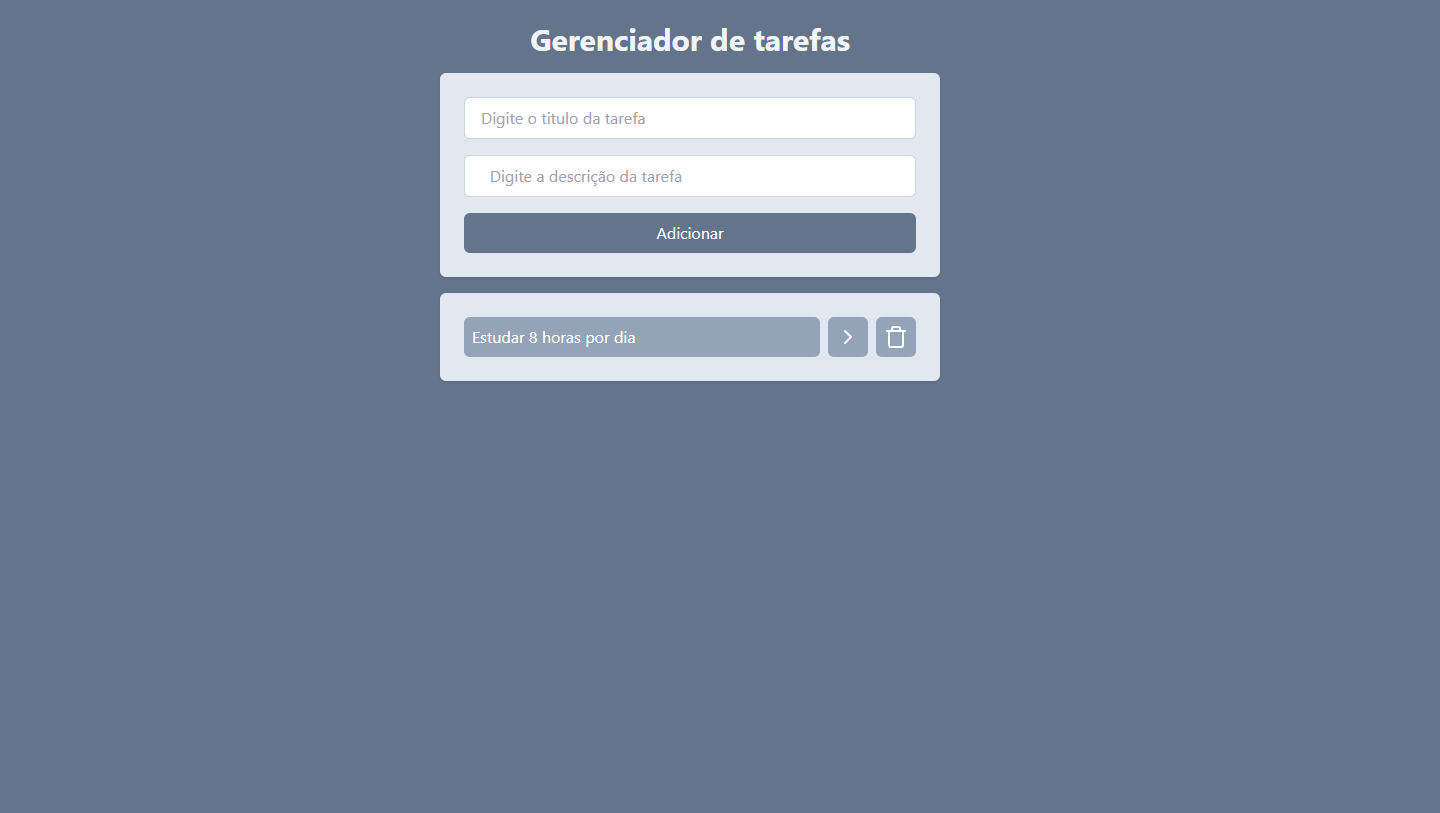 Gerenciador de tarefas
Digite o titulo da tarefa
Digite a descrição da tarefa
Adicionar
Estudar 8 horas por dia